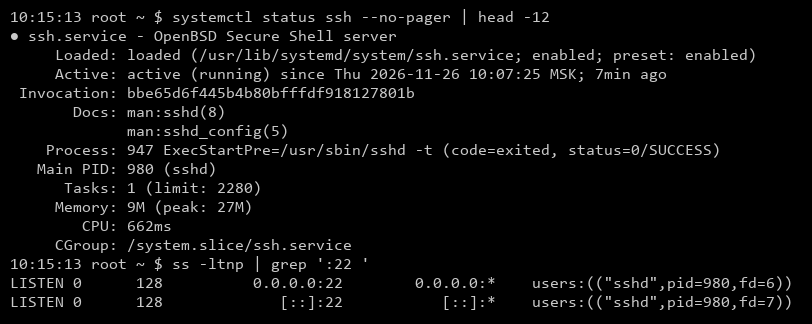 10:15:13 root ~ $ systemctl status ssh --no-pager | head -12
● ssh.service - OpenBSD Secure Shell server
     Loaded: loaded (/usr/lib/systemd/system/ssh.service; enabled; preset: enabled)
     Active: active (running) since Thu 2026-11-26 10:07:25 MSK; 7min ago
 Invocation: bbe65d6f445b4b80bfffdf918127801b
       Docs: man:sshd(8)
             man:sshd_config(5)
    Process: 947 ExecStartPre=/usr/sbin/sshd -t (code=exited, status=0/SUCCESS)
   Main PID: 980 (sshd)
      Tasks: 1 (limit: 2280)
     Memory: 9M (peak: 27M)
        CPU: 662ms
     CGroup: /system.slice/ssh.service
10:15:13 root ~ $ ss -ltnp | grep ':22 '
LISTEN 0      128          0.0.0.0:22        0.0.0.0:*    users:(("sshd",pid=980,fd=6))
LISTEN 0      128             [::]:22           [::]:*    users:(("sshd",pid=980,fd=7))